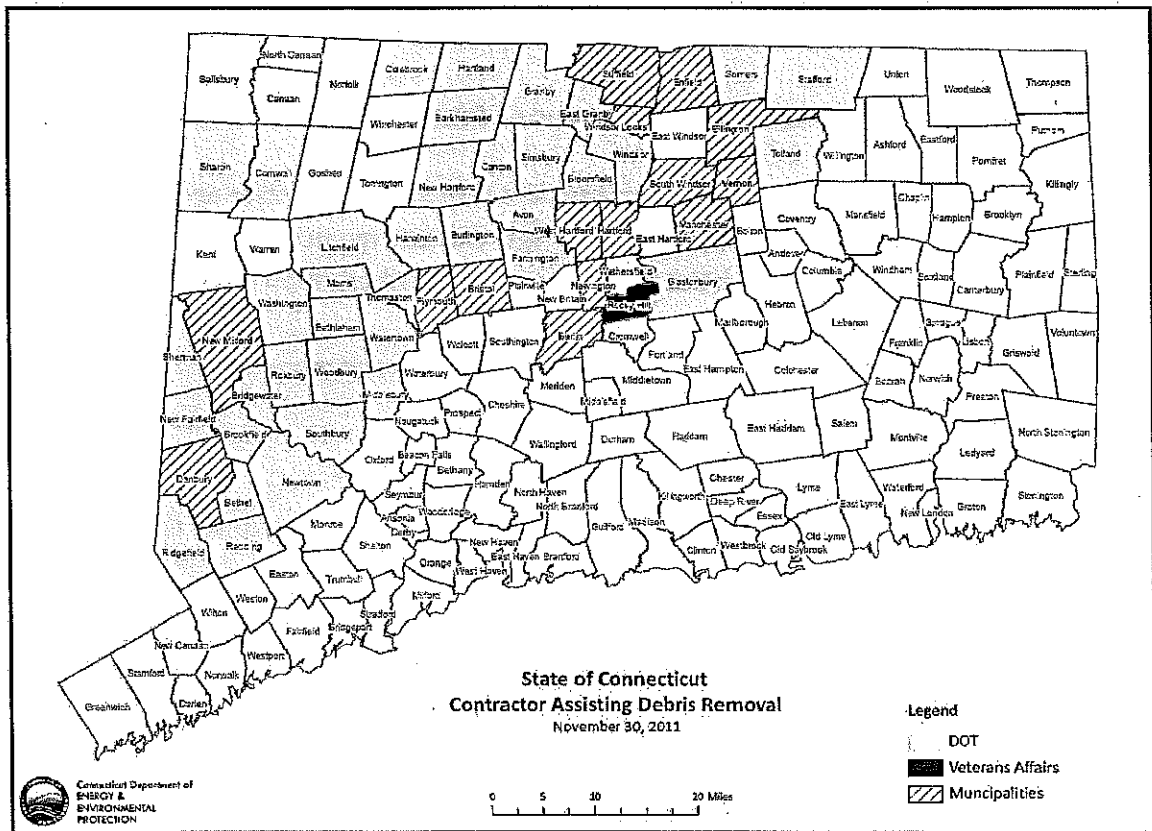 North Canaan
Salisbury
Canaan
Norfolk
Colebrook
Hartland
Granby
Suffield
Enfield
Somers
Stafford
Union
Woodstock
Thompson
East Granby
Windsor Locks
East Windsor
Ellington
Winchester
Barkhamsted
Putnam
Eastford
Ashford
Willington
Tolland
Pomfret
Killingly
Sharon
Cornwall
Goshen
Torrington
New Hartford
Canton
Simsbury
Bloomfield
Windsor
South Windsor
Vernon
Avon
West Hartford
Hartford
East Hartford
Manchester
Bolton
Coventry
Mansfield
Chaplin
Hampton
Brooklyn
Kent
Warren
Litchfield
Harwinton
Burlington
Farmington
Plainville
New Britain
Newington
Wethersfield
Rocky Hill
Glastonbury
Andover
Columbia
Windham
Scotland
Canterbury
Plainfield
Sterling
Washington
Morris
Bethlehem
Thomaston
Plymouth
Bristol
Watertown
Wolcott
Southington
Berlin
Cromwell
Portland
Marlborough
Hebron
Lebanon
Franklin
Sprague
Lisbon
Griswold
Voluntown
New Milford
Sherman
Roxbury
Woodbury
Bridgewater
Middlebury
Waterbury
Meriden
Middletown
Middlefield
East Hampton
Colchester
Bozrah
Norwich
Preston
New Fairfield
Brookfield
Southbury
Naugatuck
Prospect
Cheshire
Wallingford
Durham
Haddam
East Haddam
Salem
Montville
Ledyard
North Stonington
Danbury
Bethel
Newtown
Oxford
Beacon Falls
Bethany
Hamden
North Haven
North Branford
Guilford
Madison
Killingworth
Chester
Deep River
Essex
Lyme
East Lyme
Waterford
New London
Groton
Stonington
Ridgefield
Redding
Monroe
Seymour
Ansonia
Derby
Woodbridge
Shelton
Orange
New Haven
West Haven
East Haven
Branford
Clinton
Westbrook
Old Saybrook
Old Lyme
Easton
Trumbull
Milford
Stratford
Wilton
Weston
Fairfield
Bridgeport
New Canaan
Westport
Norwalk
Stamford
Darien
Greenwich
State of Connecticut
Contractor Assisting Debris Removal
November 30, 2011
Legend
DOT
Veterans Affairs
Muncipalities
0 5 10 20 Miles
Connecticut Department of
ENERGY &
ENVIRONMENTAL
PROTECTION